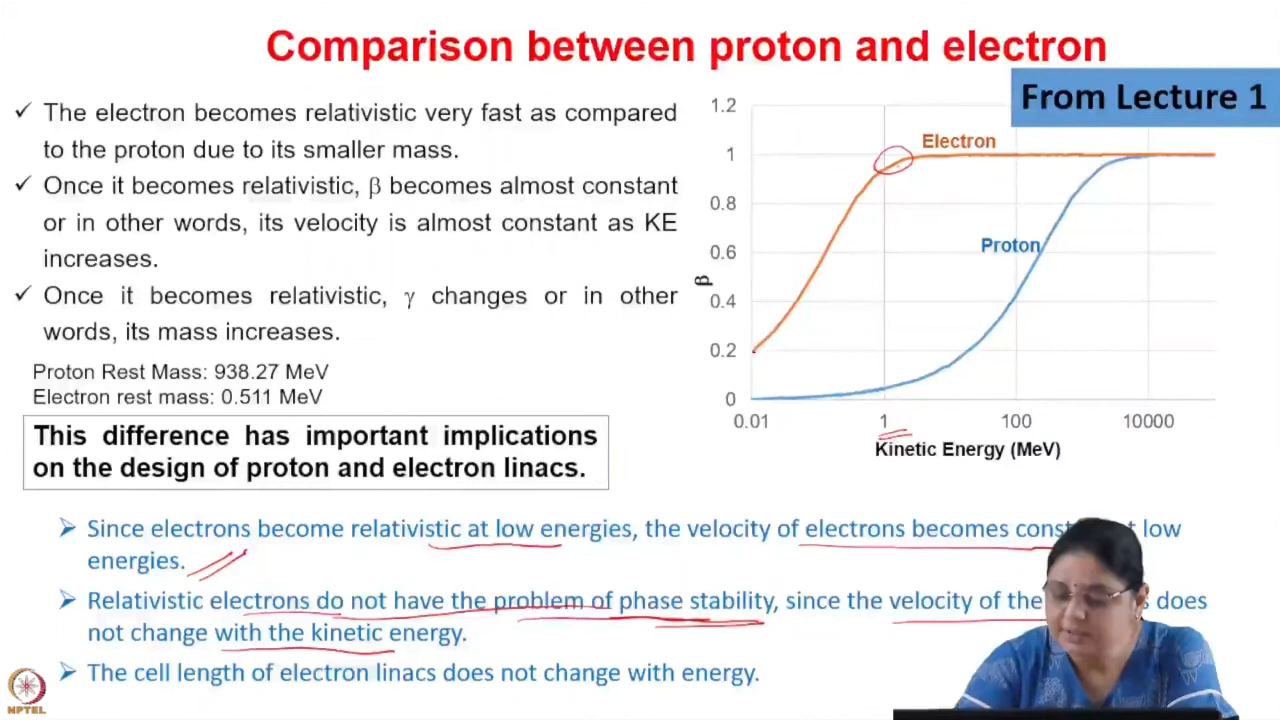 Comparison between proton and electron
From Lecture 1
✓ The electron becomes relativistic very fast as compared
to the proton due to its smaller mass.
✓ Once it becomes relativistic, β becomes almost constant
or in other words, its velocity is almost constant as KE
increases.
✓ Once it becomes relativistic, γ changes or in other
words, its mass increases.
Proton Rest Mass: 938.27 MeV
Electron rest mass: 0.511 MeV
This difference has important implications
on the design of proton and electron linacs.
1.2
1
0.8
0.6
0.4
0.2
0
β
Electron
Proton
0.01 1 100 10000
Kinetic Energy (MeV)
➢ Since electrons become relativistic at low energies, the velocity of electrons becomes low
energies.
➢ Relativistic electrons do not have the problem of phase stability, since the velocity of the does
not change with the kinetic energy.
➢ The cell length of electron linacs does not change with energy.
NPTEL